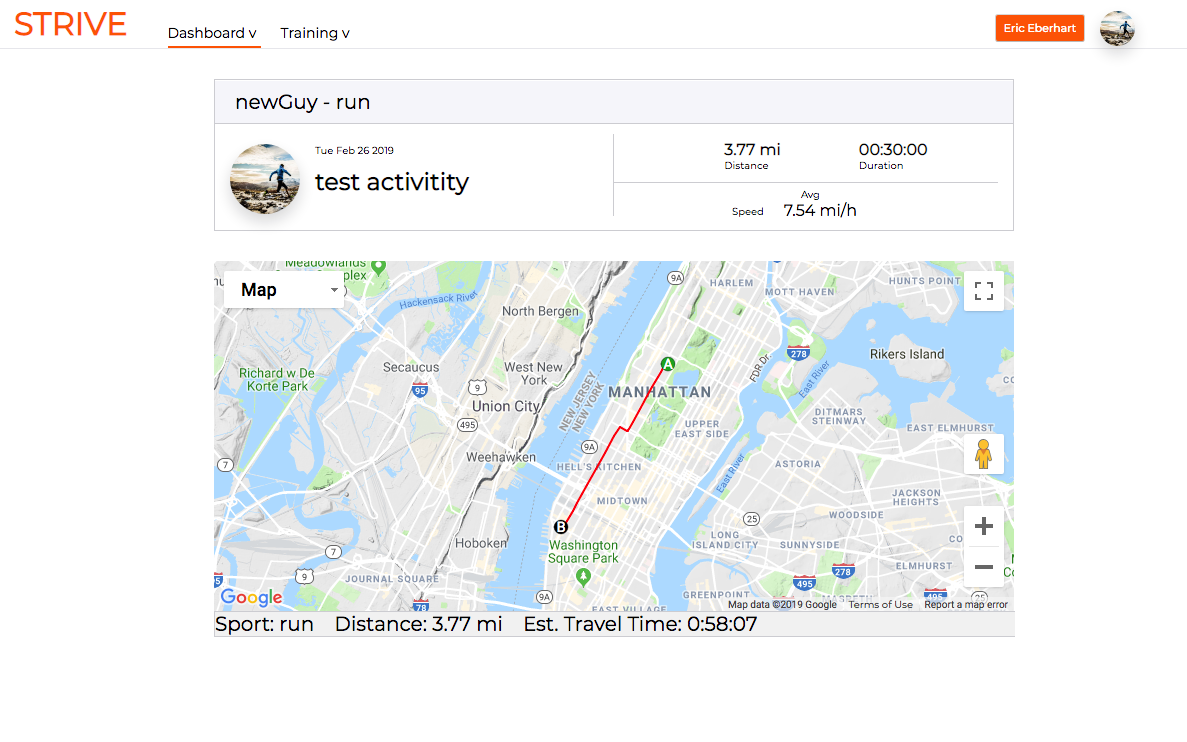 STRIVE
Dashboard v
Training v
Eric Eberhart
newGuy - run
Tue Feb 26 2019
test activitity
3.77 mi
Distance
00:30:00
Duration
Avg
Speed
7.54 mi/h
Map
Meadowlands
Hackensack River
North Bergen
9A
HARLEM
MOTT HAVEN
HUNTS POINT
278
Rikers Island
FDR Dr.
East River
Richard w De
Korte Park
Secaucus
95
9
West New
York
Union City
495
NEW JERSEY
NEW YORK
A
MANHATTAN
UPPER
EAST SIDE
DITMARS
STEINWAY
EAST ELMHURST
7
Weehawken
9A
HELL'S KITCHEN
East River
ASTORIA
MIDTOWN
JACKSON
HEIGHTS
WOODSIDE
25
B
Hoboken
Washington
Square Park
LONG
ISLAND CITY
SUNNYSIDE
ELMHURST
7
9
JOURNAL SQUARE
278
495
GREENPOINT
9A
EAST VILLAGE
78
Google
Map data ©2019 Google
Terms of Use
Report a map error
Sport: run Distance: 3.77 mi Est. Travel Time: 0:58:07